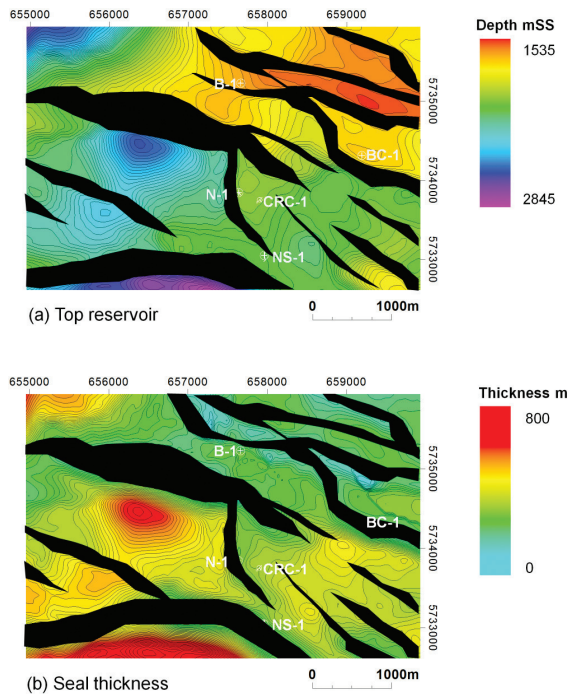 655000 656000 657000 658000 659000
Depth mSS
1535
2845
5735000
5734000
5733000
B-1
BC-1
N-1
CRC-1
NS-1
(a) Top reservoir
0 1000m
655000 656000 657000 658000 659000
Thickness m
800
0
5735000
5734000
5733000
B-1
BC-1
N-1
CRC-1
NS-1
(b) Seal thickness
0 1000m